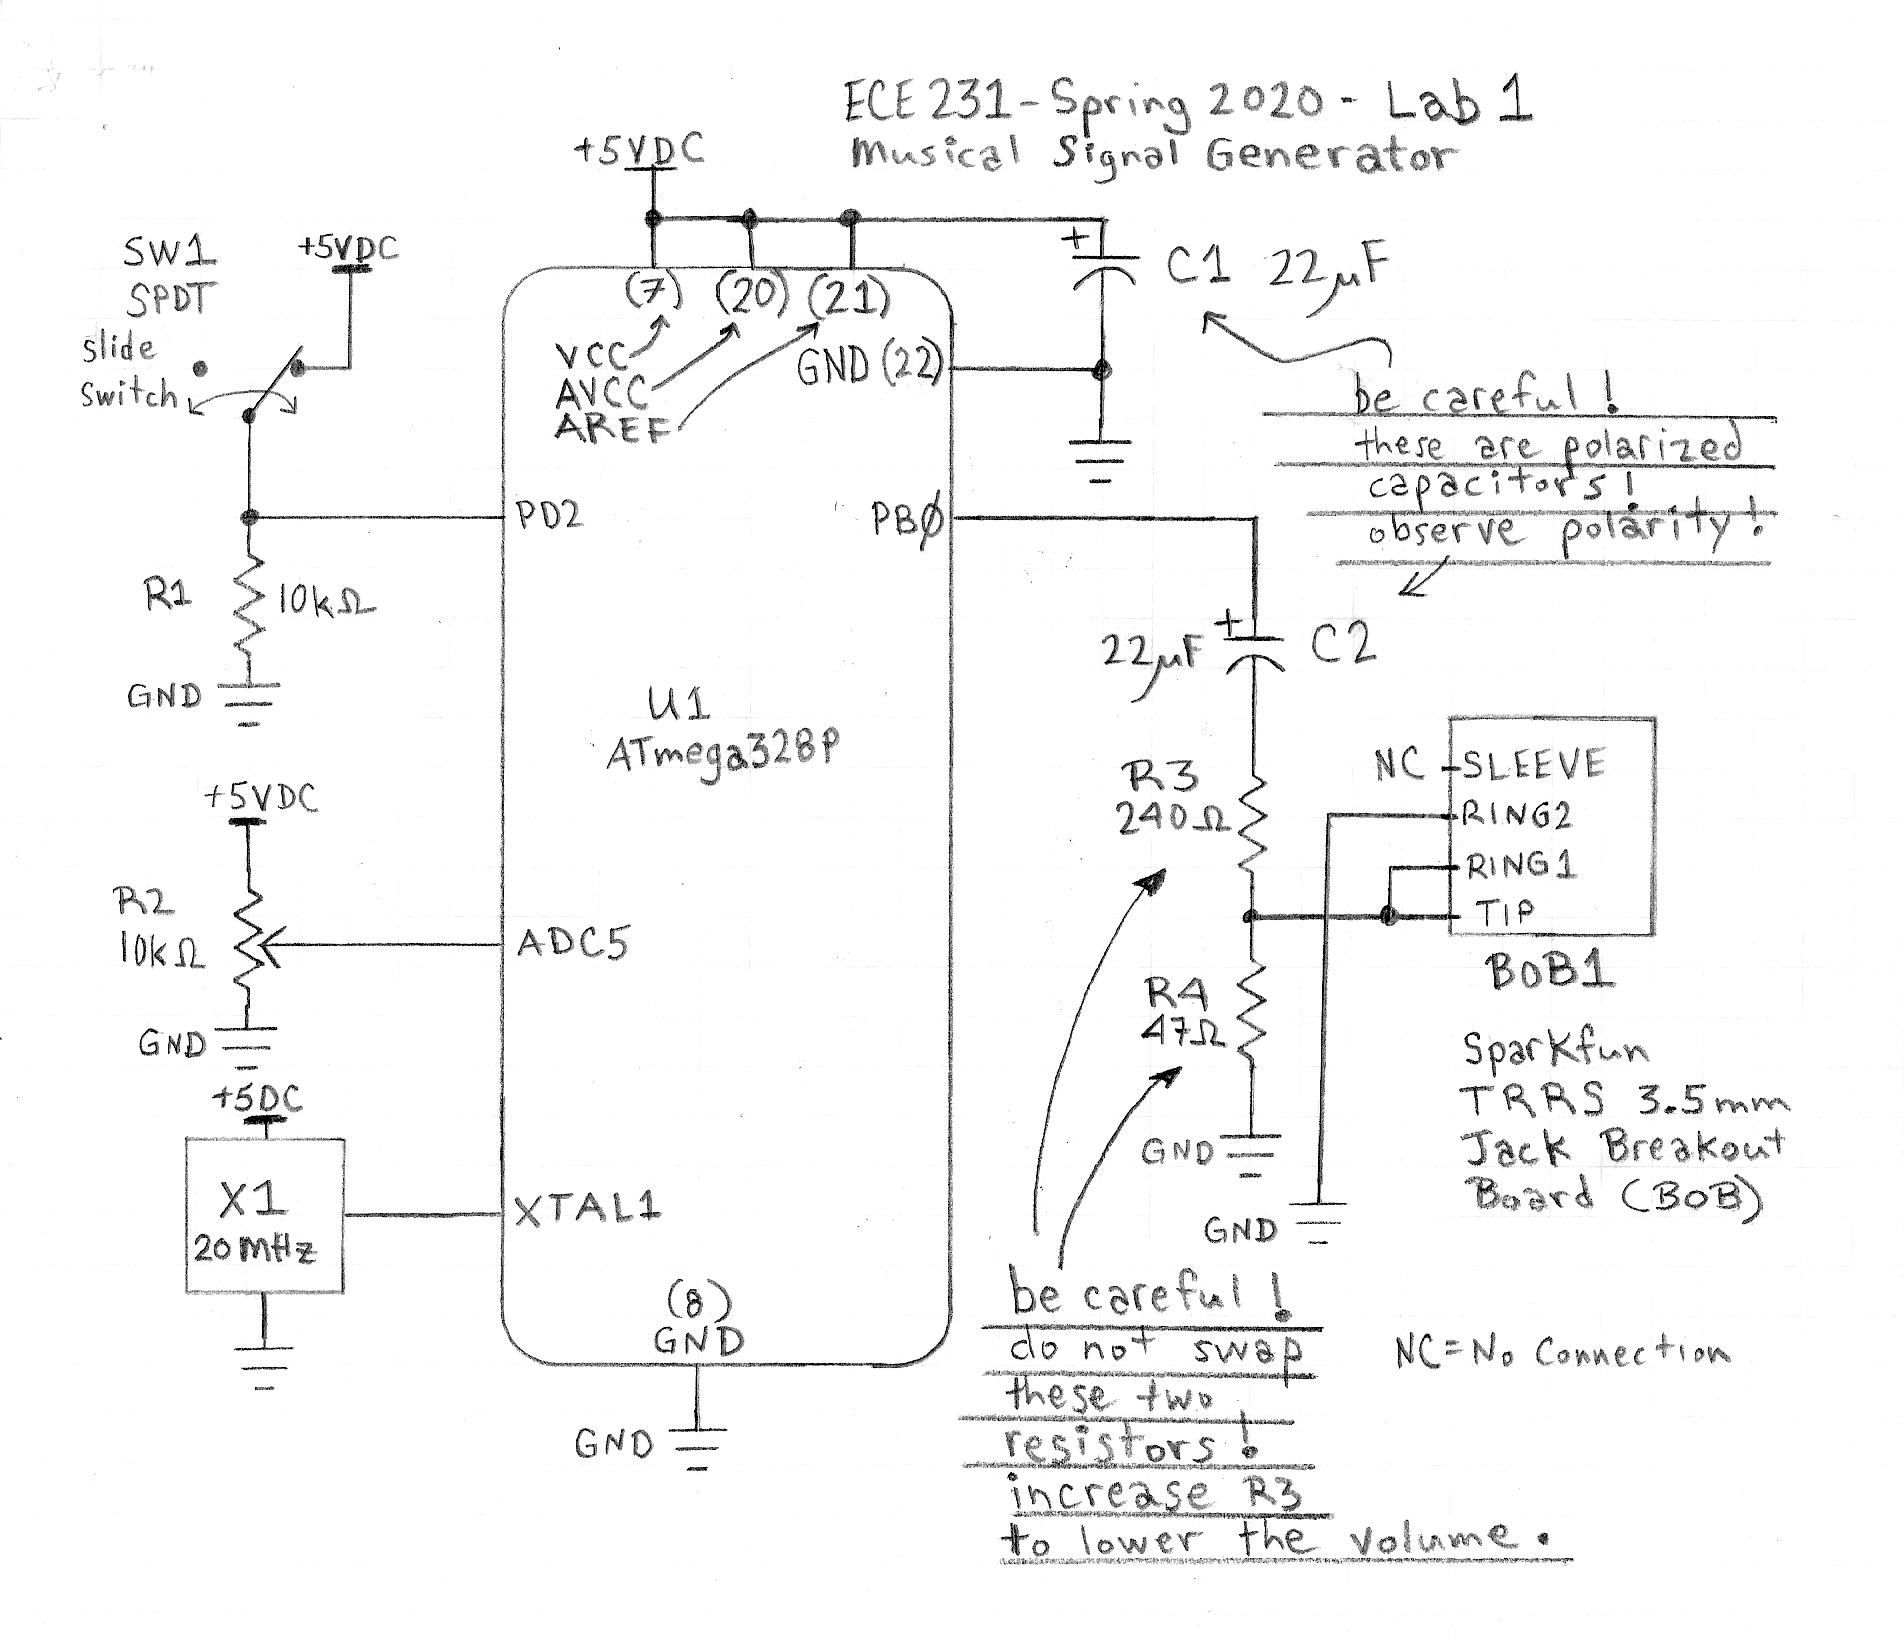 ECE 231 - Spring 2020 - Lab 1
Musical Signal Generator
+5VDC
SW1
SPDT
slide
switch
+5VDC
(7) (20) (21)
VCC
AVCC
AREF
GND (22)
+
C1 22µF
be careful!
these are polarized
capacitors!
observe polarity!
PD2
PBØ
R1 10kΩ
GND
+
22µF C2
U1
ATmega328P
+5VDC
R2
10kΩ
ADC5
GND
R3
240Ω
R4
47Ω
GND
NC SLEEVE
RING2
RING1
TIP
BOB1
Sparkfun
TRRS 3.5mm
Jack Breakout
Board (BOB)
GND
+5DC
X1
20MHz
XTAL1
(8)
GND
GND
be careful!
do not swap
these two
resistors!
increase R3
to lower the volume.
NC = No Connection